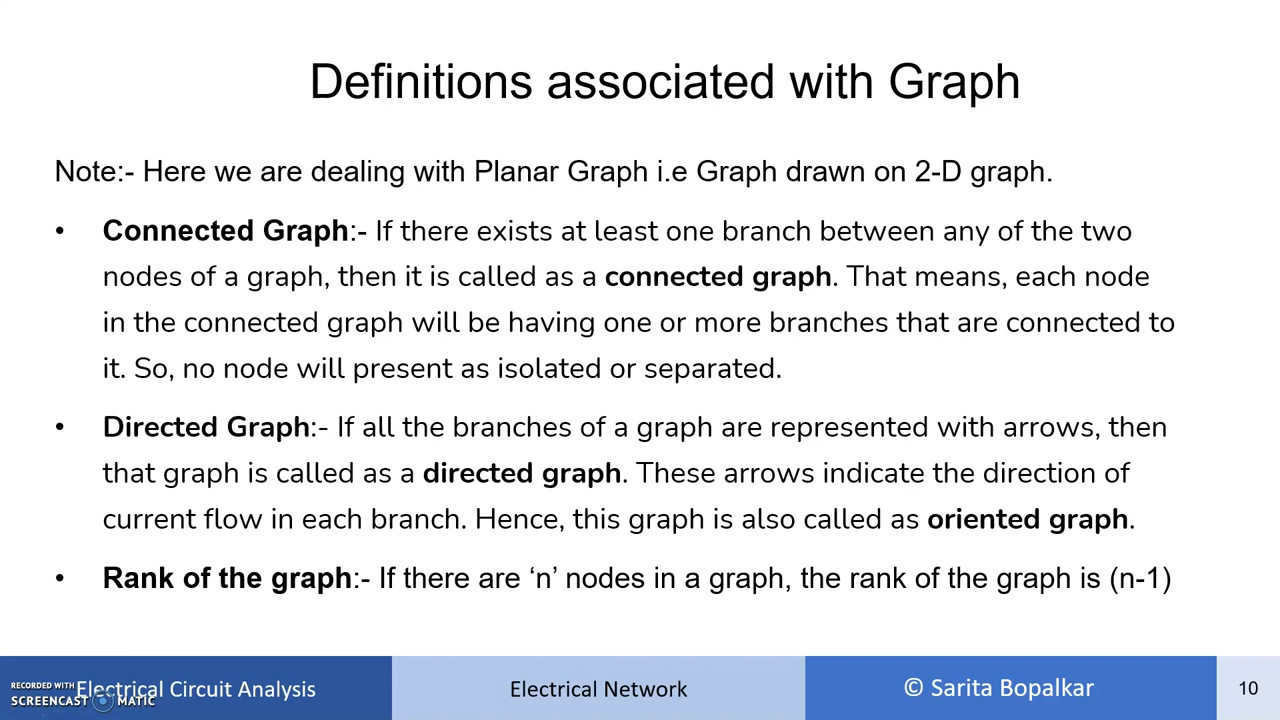 Definitions associated with Graph
Note:- Here we are dealing with Planar Graph i.e Graph drawn on 2-D graph.
• Connected Graph:- If there exists at least one branch between any of the two
nodes of a graph, then it is called as a connected graph. That means, each node
in the connected graph will be having one or more branches that are connected to
it. So, no node will present as isolated or separated.
• Directed Graph:- If all the branches of a graph are represented with arrows, then
that graph is called as a directed graph. These arrows indicate the direction of
current flow in each branch. Hence, this graph is also called as oriented graph.
• Rank of the graph:- If there are ‘n’ nodes in a graph, the rank of the graph is (n-1)
RECORDED WITH
SCREENCAST MATIC
Electrical Circuit Analysis
Electrical Network
© Sarita Bopalkar
10